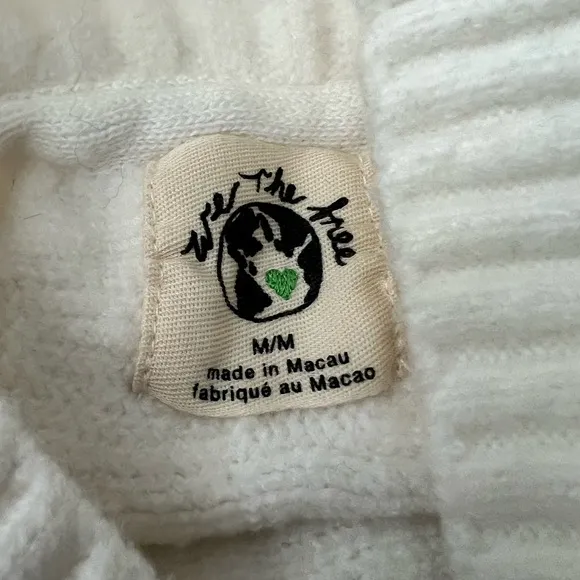 We The Free
M/M
made in Macau
fabriqué au Macao